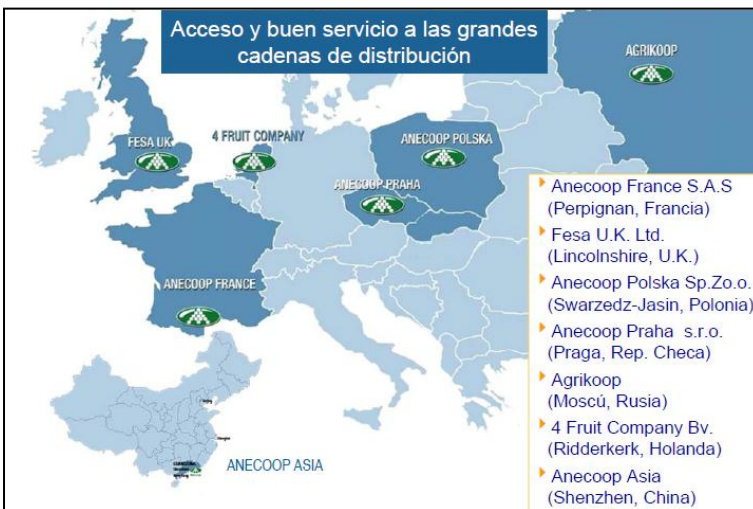 Acceso y buen servicio a las grandes
cadenas de distribución
AGRIKOOP
FESA UK
4 FRUIT COMPANY
ANECOOP POLSKA
ANECOOP PRAHA
ANECOOP FRANCE
ANECOOP ASIA
Anecoop France S.A.S
(Perpignan, Francia)
Fesa U.K. Ltd.
(Lincolnshire, U.K.)
Anecoop Polska Sp.Zo.o.
(Swarzedz-Jasin, Polonia)
Anecoop Praha s.r.o.
(Praga, Rep. Checa)
Agrikoop
(Moscú, Rusia)
4 Fruit Company Bv.
(Ridderkerk, Holanda)
Anecoop Asia
(Shenzhen, China)